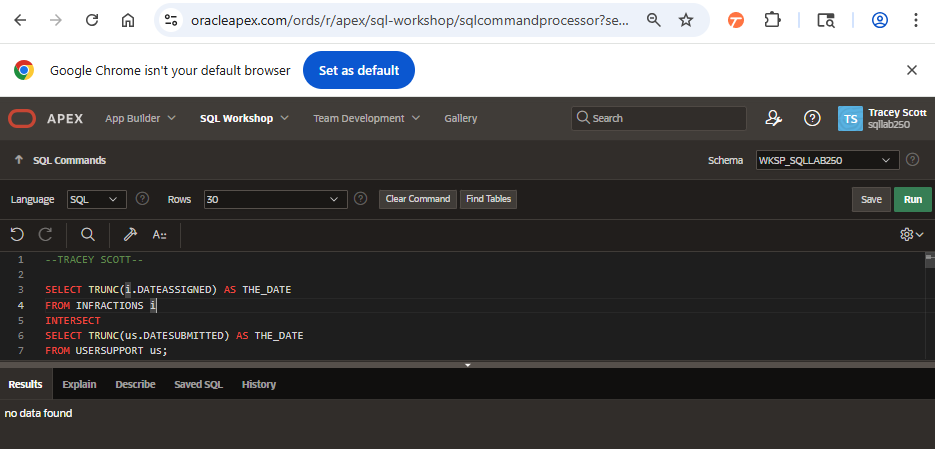 oracleapex.com/ords/r/apex/sql-workshop/sqlcommandprocessor?se...
Google Chrome isn't your default browser
Set as default
APEX
App Builder
SQL Workshop
Team Development
Gallery
Search
TS
Tracey Scott
sqllab250
SQL Commands
Schema
WKSP_SQLLAB250
Language
SQL
Rows
30
Clear Command
Find Tables
Save
Run
A::
1 --TRACEY SCOTT--
2
3 SELECT TRUNC(i.DATEASSIGNED) AS THE_DATE
4 FROM INFRACTIONS i
5 INTERSECT
6 SELECT TRUNC(us.DATESUBMITTED) AS THE_DATE
7 FROM USERSUPPORT us;
Results
Explain
Describe
Saved SQL
History
no data found